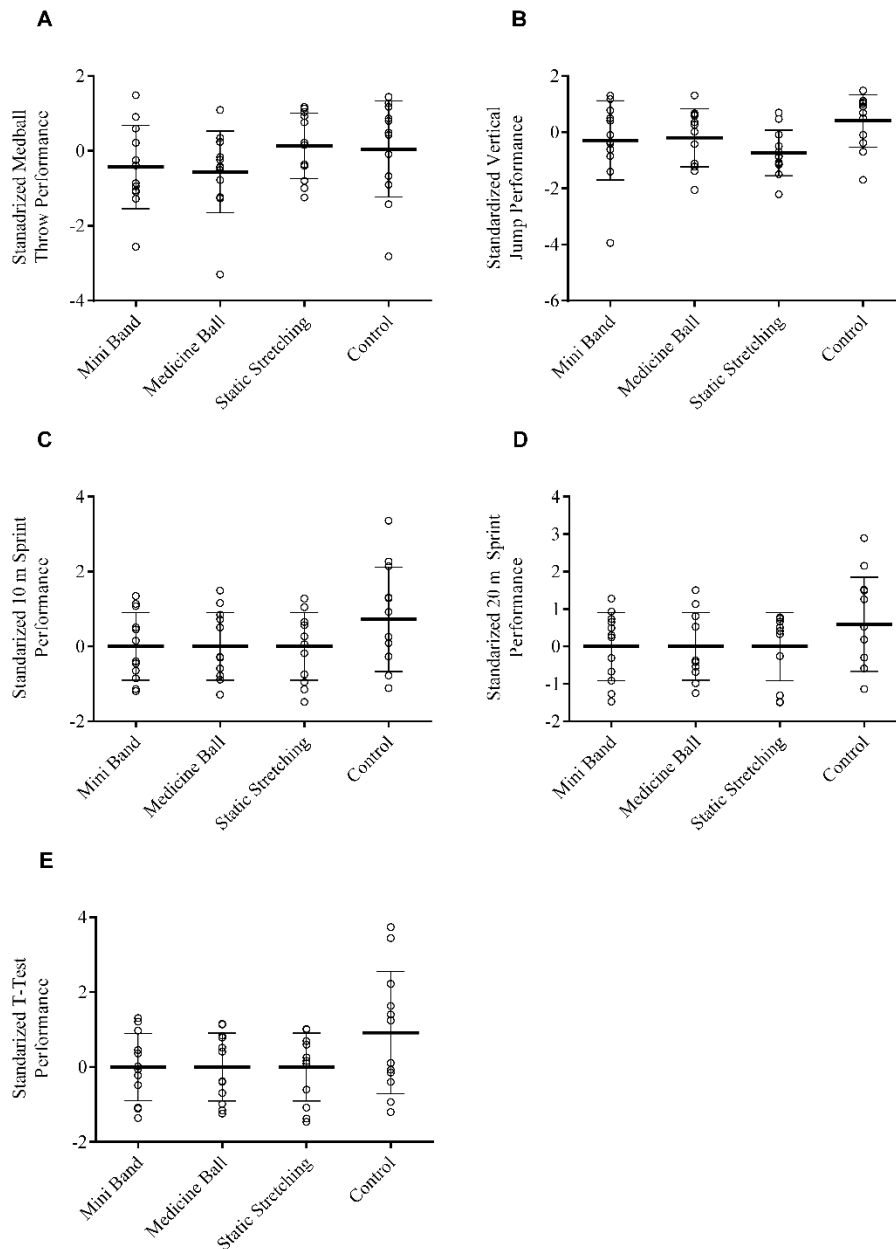 A
Stanadrized Medball
Throw Performance
2
0
-2
-4
Mini Band
Medicine Ball
Static Stretching
Control
B
Standardized Vertical
Jump Performance
2
0
-2
-4
-6
Mini Band
Medicine Ball
Static Stretching
Control
C
Standarized 10 m Sprint
Performance
4
2
0
-2
Mini Band
Medicine Ball
Static Stretching
Control
D
Standarized 20 m Sprint
Performance
4
3
2
1
0
-1
-2
Mini Band
Medicine Ball
Static Stretching
Control
E
Standarized T-Test
Performance
4
2
0
-2
Mini Band
Medicine Ball
Static Stretching
Control